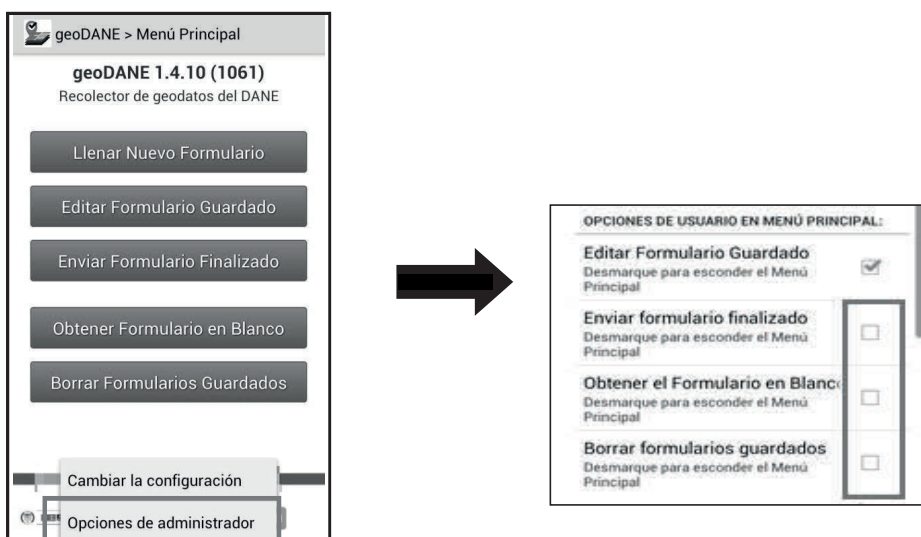 geoDANE > Menú Principal
geoDANE 1.4.10 (1061)
Recolector de geodatos del DANE
Llenar Nuevo Formulario
Editar Formulario Guardado
Enviar Formulario Finalizado
Obtener Formulario en Blanco
Borrar Formularios Guardados
Cambiar la configuración
Opciones de administrador
OPCIONES DE USUARIO EN MENÚ PRINCIPAL:
Editar Formulario Guardado
Desmarque para esconder el Menú
Principal
Enviar formulario finalizado
Desmarque para esconder el Menú
Principal
Obtener el Formulario en Blanc
Desmarque para esconder el Menú
Principal
Borrar formularios guardados
Desmarque para esconder el Menú
Principal